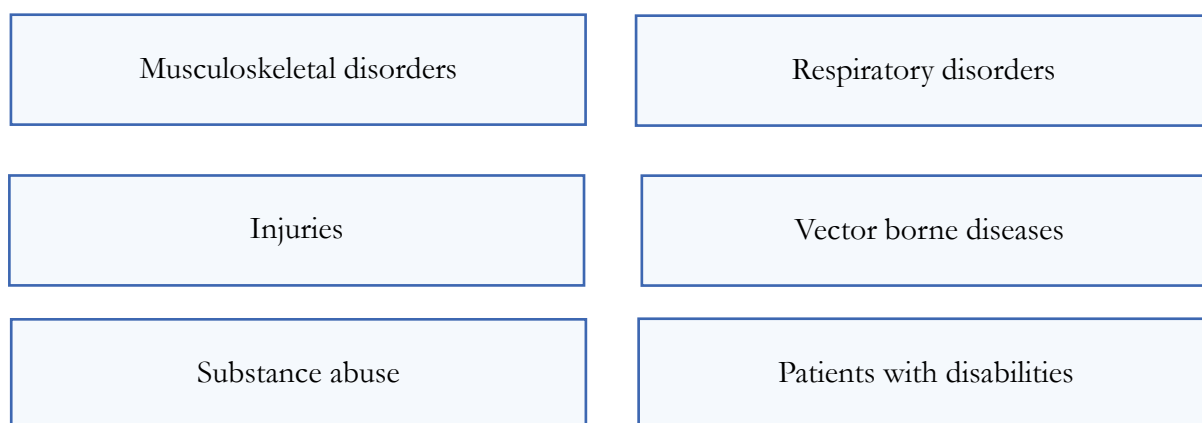 Musculoskeletal disorders
Respiratory disorders
Injuries
Vector borne diseases
Substance abuse
Patients with disabilities